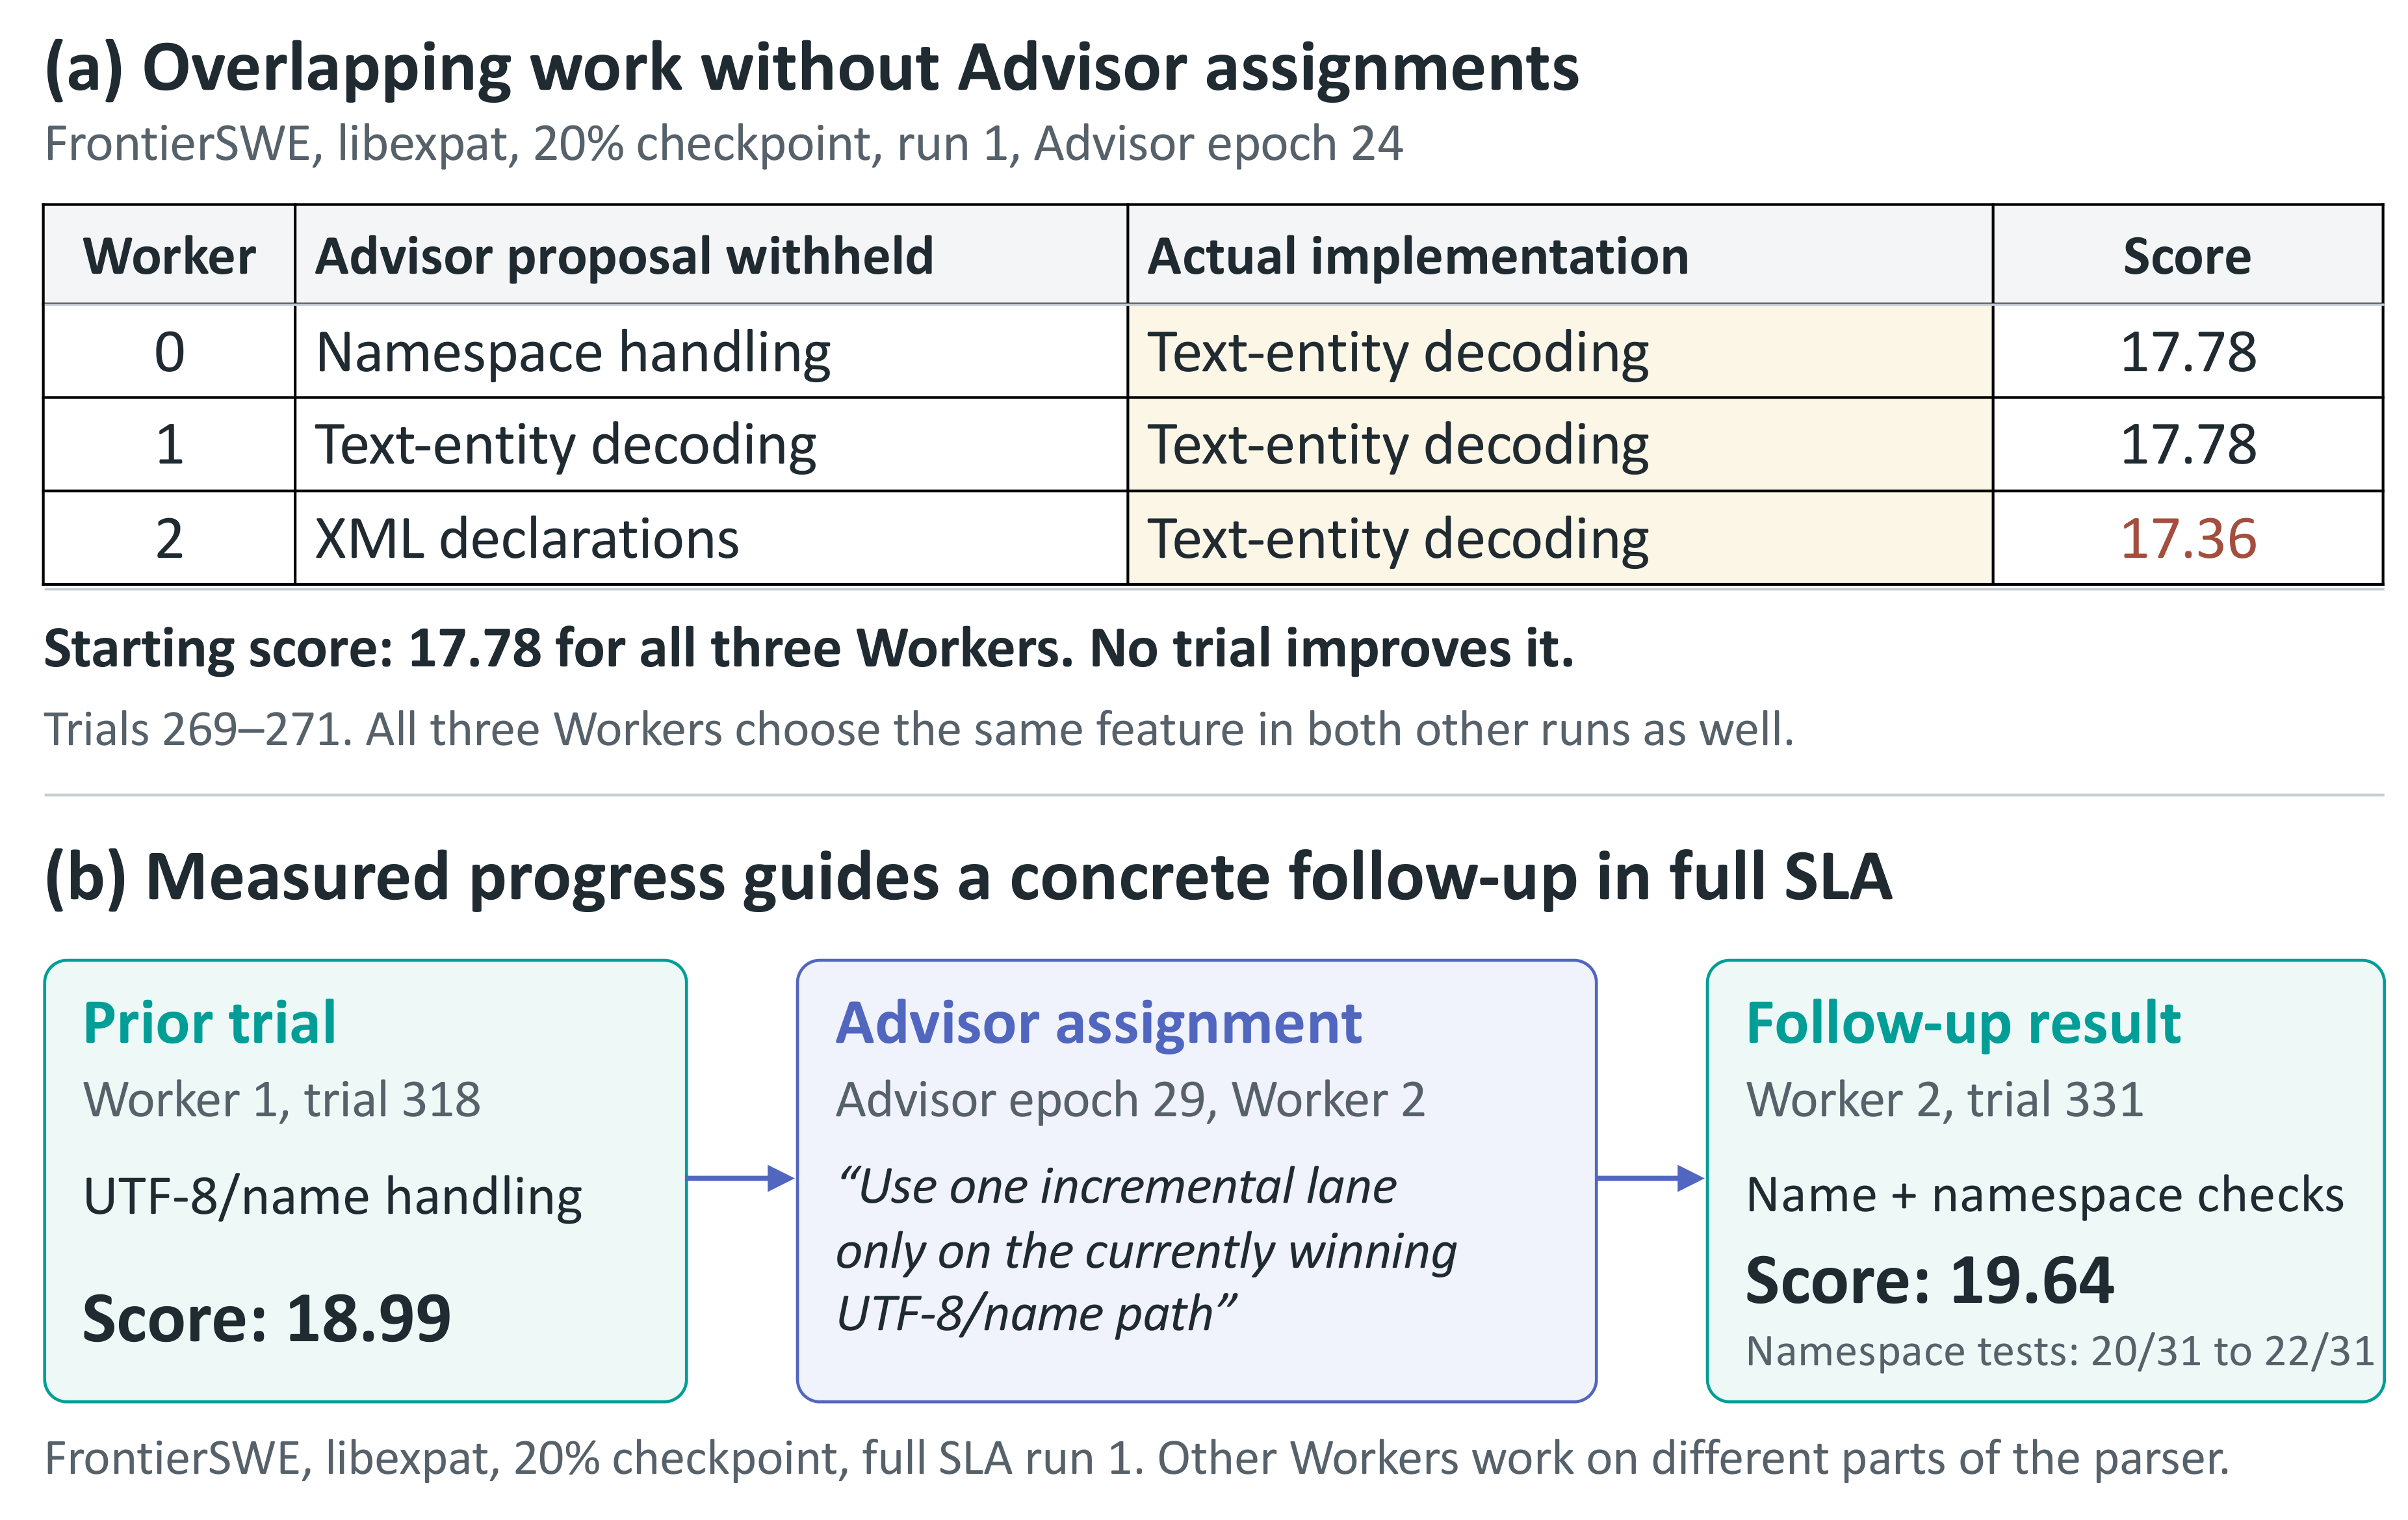 (a) Overlapping work without Advisor assignments
FrontierSWE, libexpat, 20% checkpoint, run 1, Advisor epoch 24
Worker Advisor proposal withheld Actual implementation Score
0 Namespace handling Text-entity decoding 17.78
1 Text-entity decoding Text-entity decoding 17.78
2 XML declarations Text-entity decoding 17.36
Starting score: 17.78 for all three Workers. No trial improves it.
Trials 269–271. All three Workers choose the same feature in both other runs as well.
(b) Measured progress guides a concrete follow-up in full SLA
Prior trial
Worker 1, trial 318
UTF-8/name handling
Score: 18.99
Advisor assignment
Advisor epoch 29, Worker 2
“Use one incremental lane
only on the currently winning
UTF-8/name path”
Follow-up result
Worker 2, trial 331
Name + namespace checks
Score: 19.64
Namespace tests: 20/31 to 22/31
FrontierSWE, libexpat, 20% checkpoint, full SLA run 1. Other Workers work on different parts of the parser.